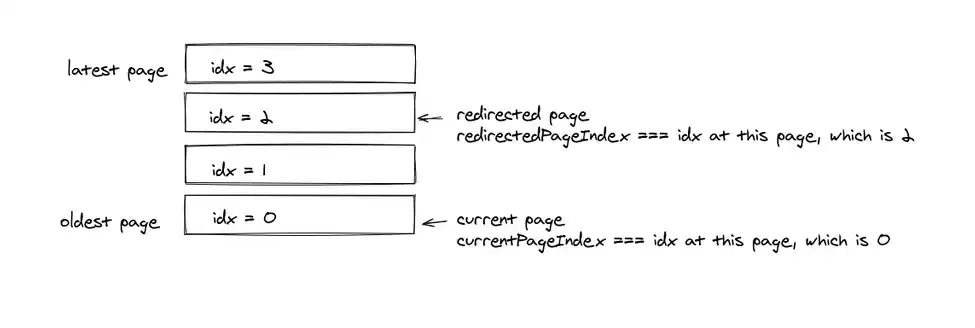 latest page
idx = 3
idx = 2
redirected page
redirectedPageIndex === idx at this page, which is 2
idx = 1
oldest page
idx = 0
current page
currentPageIndex === idx at this page, which is 0